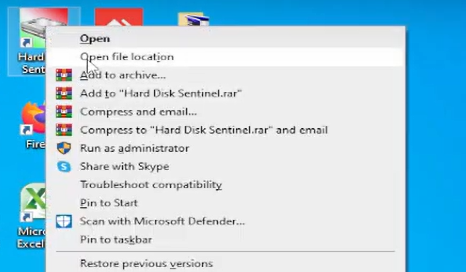 Hard D
Sent
Fire
Micro
Excel
Open
Open file location
Add to archive...
Add to "Hard Disk Sentinel.rar"
Compress and email...
Compress to "Hard Disk Sentinel.rar" and email
Run as administrator
Share with Skype
Troubleshoot compatibility
Pin to Start
Scan with Microsoft Defender...
Pin to taskbar
Restore previous versions